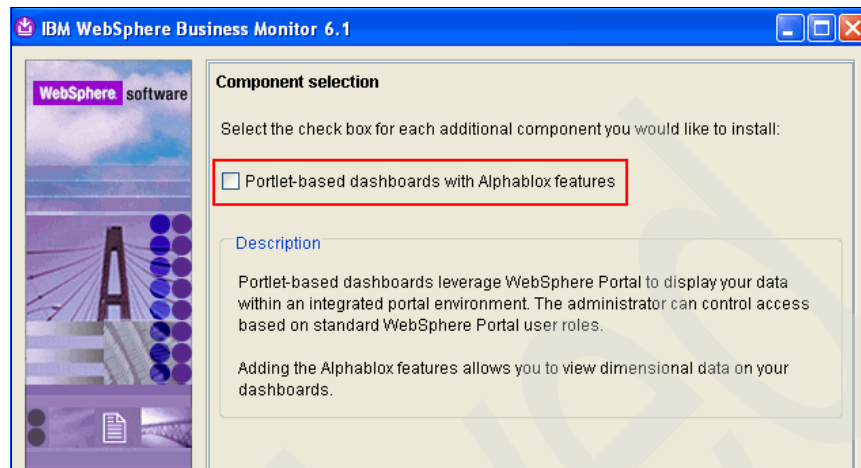 IBM WebSphere Business Monitor 6.1
WebSphere software
Component selection
Select the check box for each additional component you would like to install:
Portlet-based dashboards with Alphablox features
Description
Portlet-based dashboards leverage WebSphere Portal to display your data
within an integrated portal environment. The administrator can control access
based on standard WebSphere Portal user roles.
Adding the Alphablox features allows you to view dimensional data on your
dashboards.